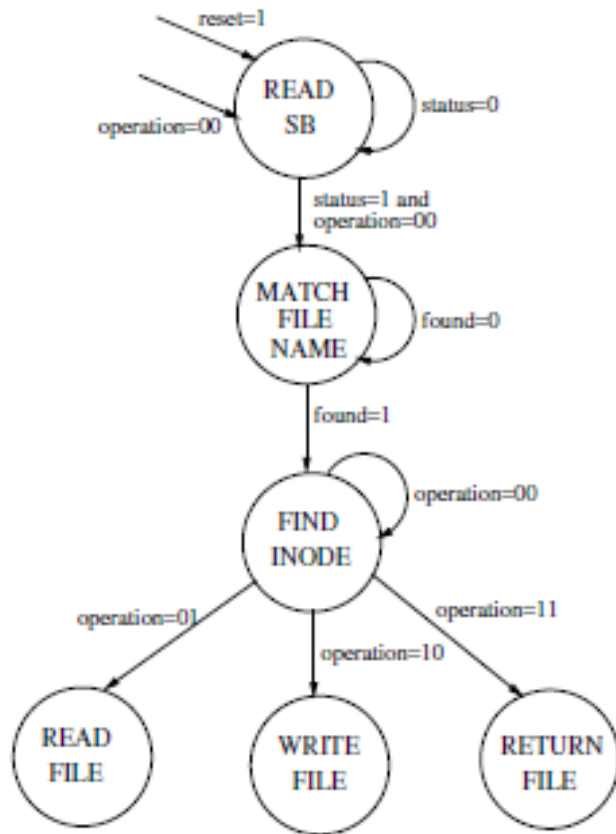 reset=1
READ
SB
status=0
operation=00
status=1 and
operation=00
MATCH
FILE
NAME
found=0
found=1
operation=00
FIND
INODE
operation=01
operation=11
operation=10
READ
FILE
WRITE
FILE
RETURN
FILE